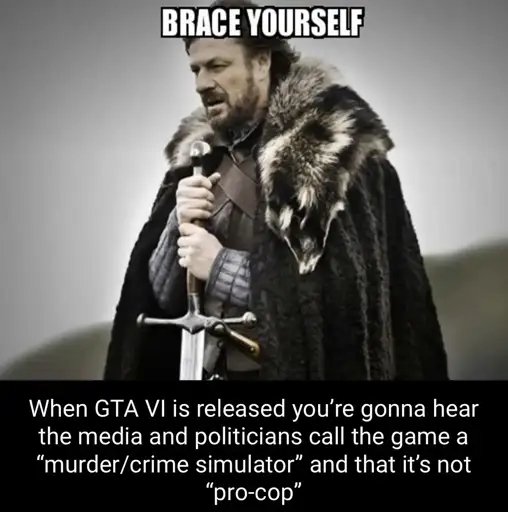 BRACE YOURSELF
When GTA VI is released you’re gonna hear
the media and politicians call the game a
“murder/crime simulator” and that it’s not
“pro-cop”